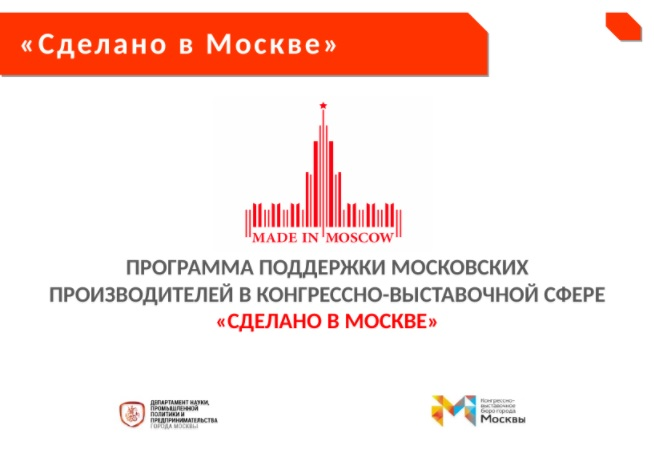 «Сделано в Москве»
MADE IN MOSCOW
ПРОГРАММА ПОДДЕРЖКИ МОСКОВСКИХ
ПРОИЗВОДИТЕЛЕЙ В КОНГРЕССНО-ВЫСТАВОЧНОЙ СФЕРЕ
«СДЕЛАНО В МОСКВЕ»
ДЕПАРТАМЕНТ НАУКИ,
ПРОМЫШЛЕННОЙ
ПОЛИТИКИ И
ПРЕДПРИНИМАТЕЛЬСТВА
ГОРОДА МОСКВЫ
Конгрессно-
выставочное
бюро города
Москвы